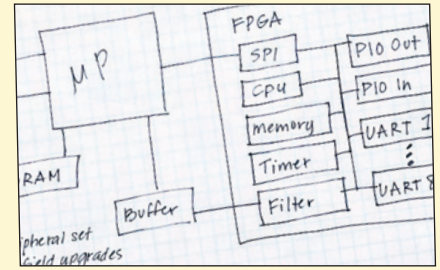 FPGA
MP
SPI
CPU
memory
Timer
Filter
PIO Out
PIO In
UART 1
UART 8
RAM
Buffer
pheral set
field upgrades